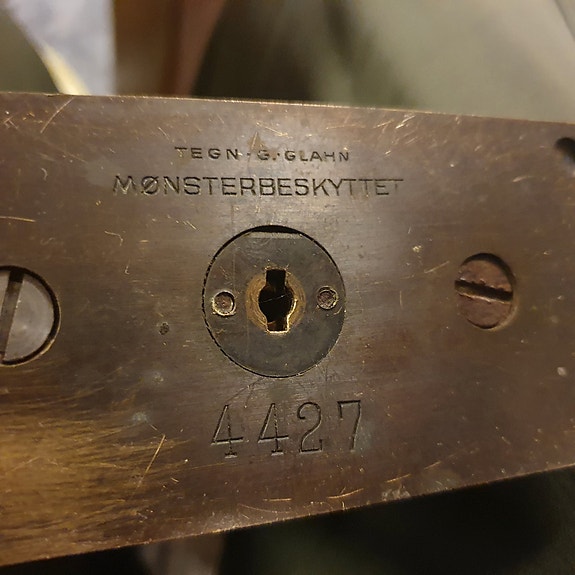 TEGN. G. GLAHN
MØNSTERBESKYTTET
4427